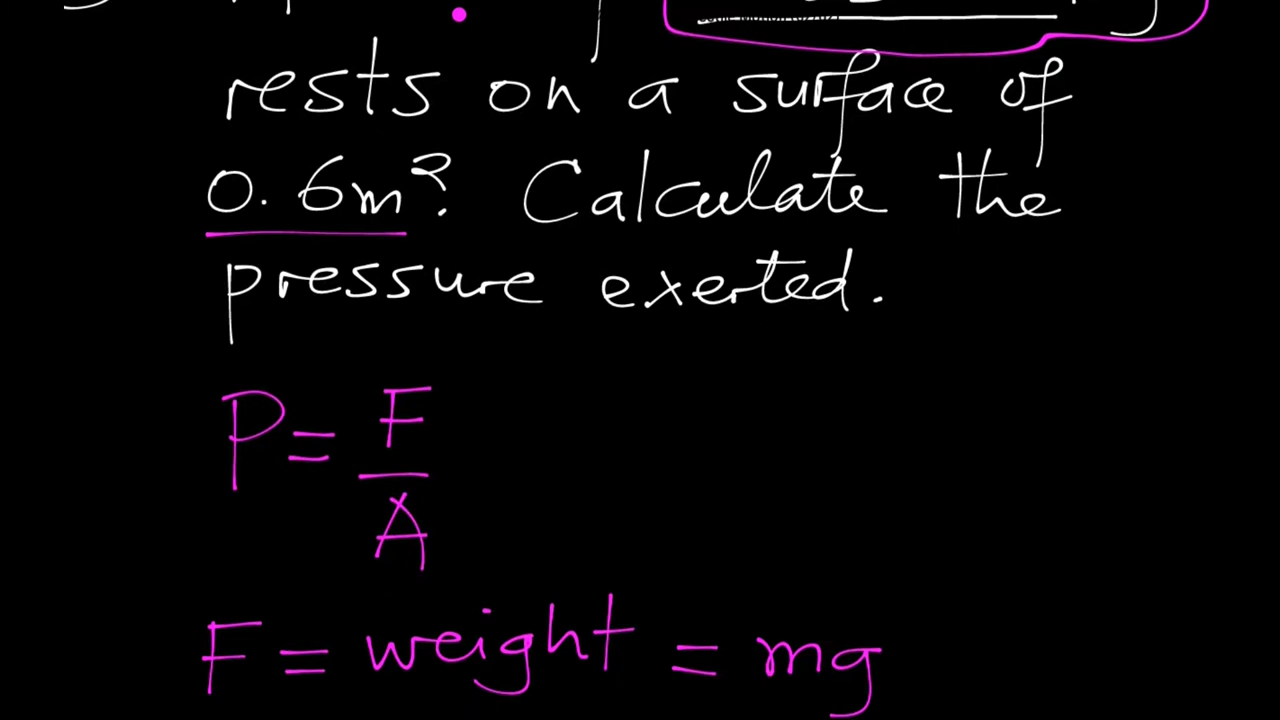 rests on a surface of
0.6m². Calculate the
pressure exerted.
P = F
A
F = weight = mg